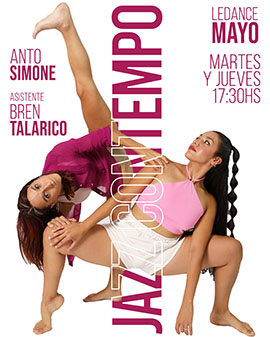 ANTO
SIMONE
ASISTENTE
BREN
TALARICO
JAZZ CONTEMPO
LEDANCE
MAYO
MARTES
Y JUEVES
17:30HS